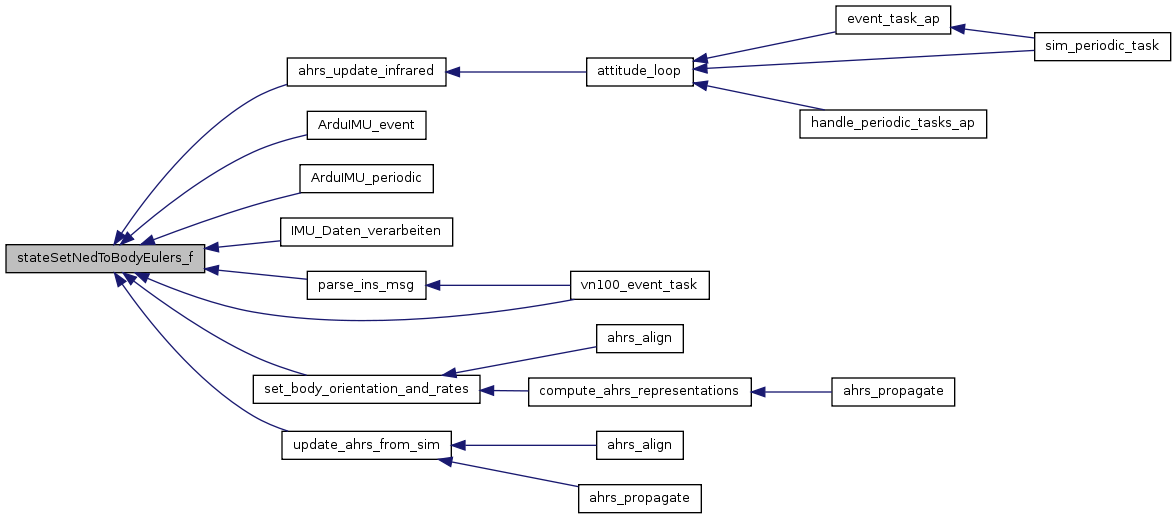 event_task_ap
sim_periodic_task
ahrs_update_infrared
attitude_loop
ArduIMU_event
handle_periodic_tasks_ap
ArduIMU_periodic
IMU_Daten_verarbeiten
stateSetNedToBodyEulers_f
parse_ins_msg
vn100_event_task
ahrs_align
set_body_orientation_and_rates
compute_ahrs_representations
ahrs_propagate
update_ahrs_from_sim
ahrs_align
ahrs_propagate